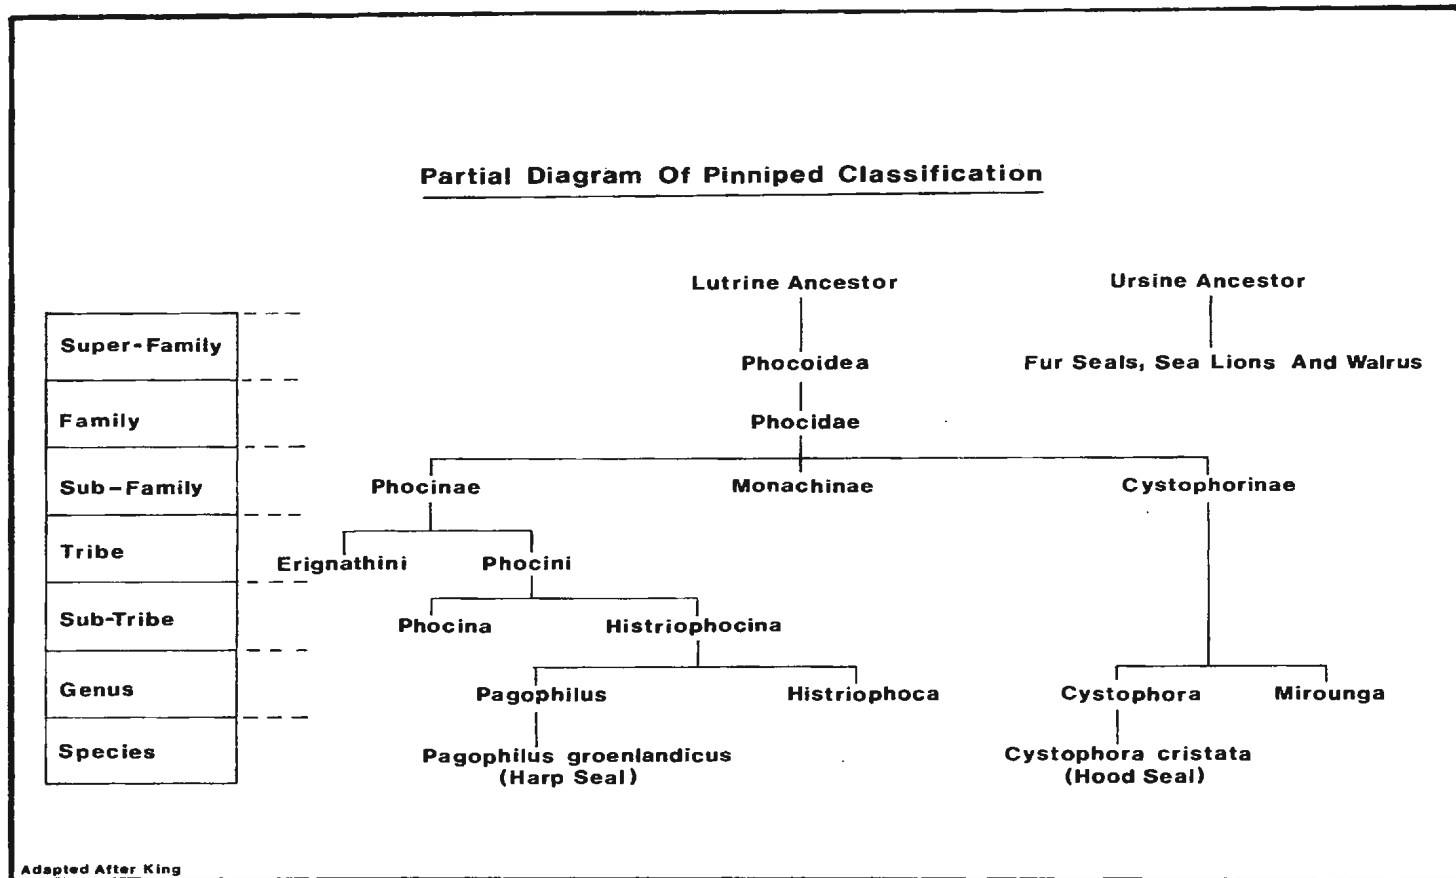 Partial Diagram Of Pinniped Classification
Lutrine Ancestor Ursine Ancestor
Super-Family Phocoidea Fur Seals, Sea Lions And Walrus
Family Phocidae
Sub-Family Phocinae Monachinae Cystophorinae
Tribe Erignathini Phocini
Sub-Tribe Phocina Histriophocina
Genus Pagophilus Histriophoca Cystophora Mirounga
Species Pagophilus groenlandicus Cystophora cristata
(Harp Seal) (Hood Seal)
Adapted After King